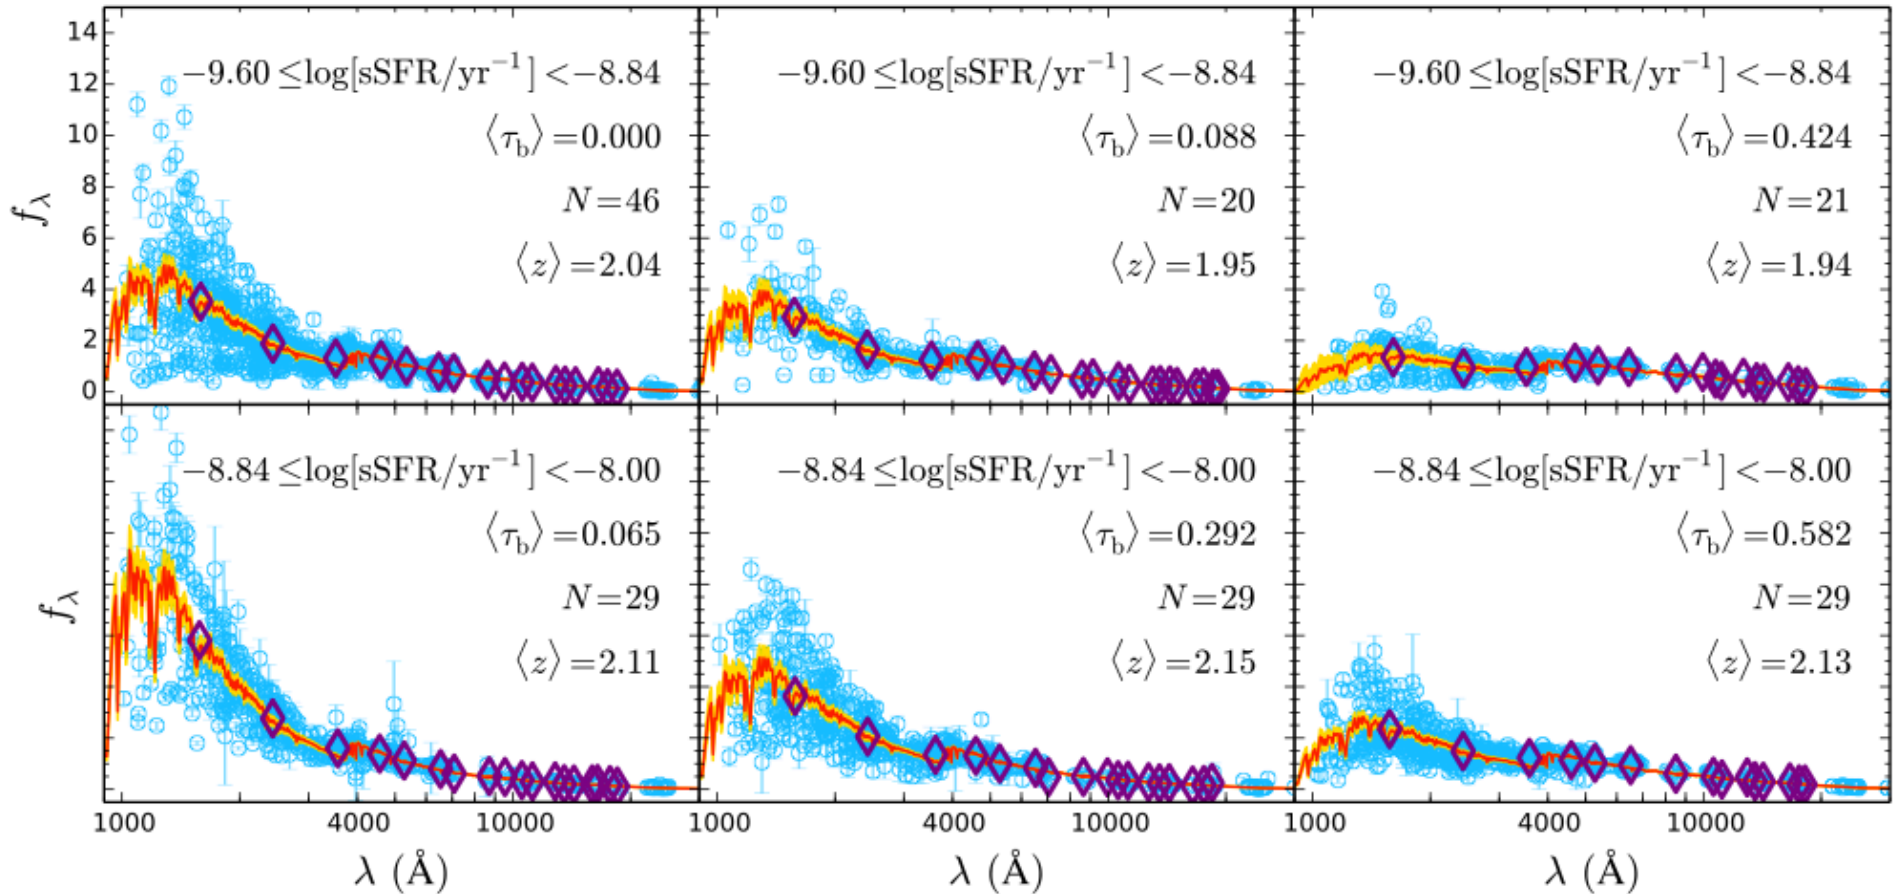 14
12
10
8
6
4
2
0
f_λ
−9.60 ≤log[sSFR/yr⁻¹] <−8.84
⟨τ_b⟩=0.000
N=46
⟨z⟩=2.04
−9.60 ≤log[sSFR/yr⁻¹] <−8.84
⟨τ_b⟩=0.088
N=20
⟨z⟩=1.95
−9.60 ≤log[sSFR/yr⁻¹] <−8.84
⟨τ_b⟩=0.424
N=21
⟨z⟩=1.94
f_λ
−8.84 ≤log[sSFR/yr⁻¹] <−8.00
⟨τ_b⟩=0.065
N=29
⟨z⟩=2.11
−8.84 ≤log[sSFR/yr⁻¹] <−8.00
⟨τ_b⟩=0.292
N=29
⟨z⟩=2.15
−8.84 ≤log[sSFR/yr⁻¹] <−8.00
⟨τ_b⟩=0.582
N=29
⟨z⟩=2.13
1000 4000 10000 1000 4000 10000 1000 4000 10000
λ (Å) λ (Å) λ (Å)